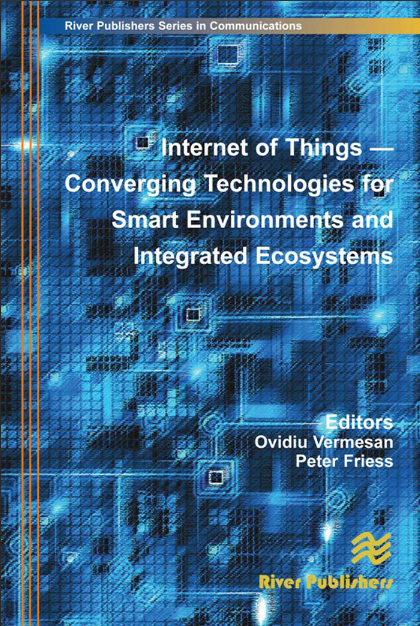 River Publishers Series in Communications
Internet of Things —
Converging Technologies for
Smart Environments and
Integrated Ecosystems
Editors
Ovidiu Vermesan
Peter Friess
River Publishers